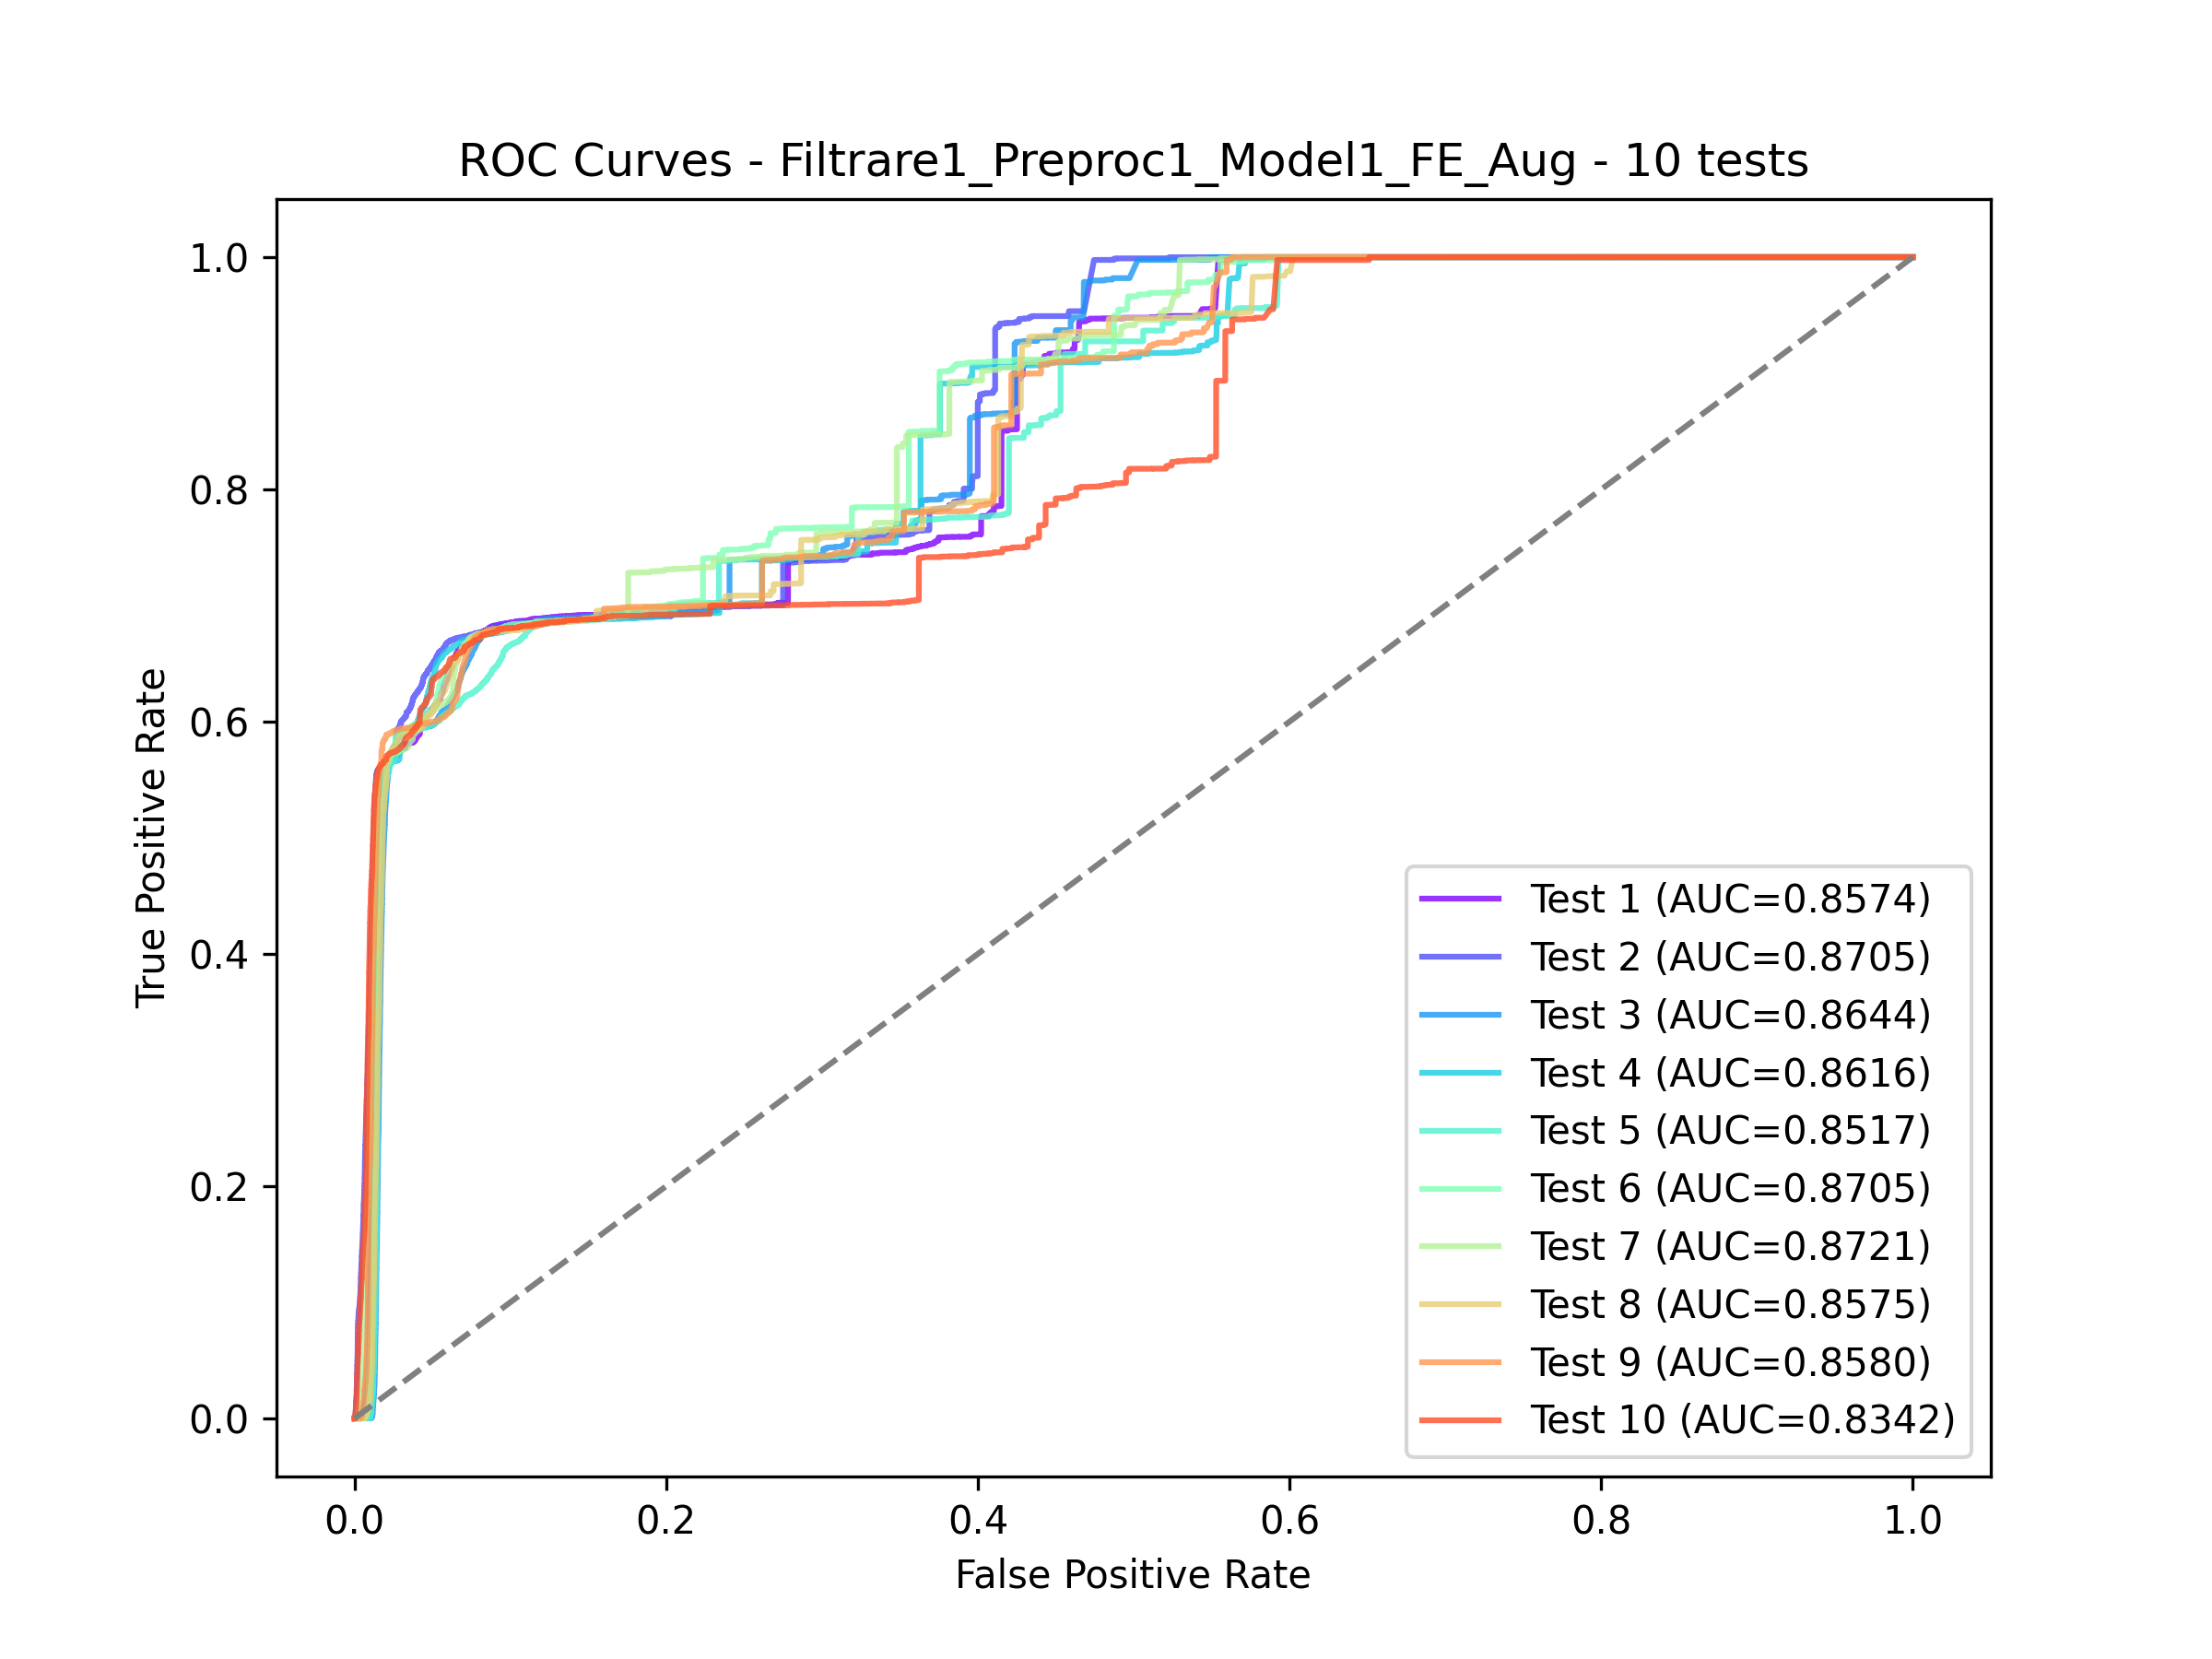 ROC Curves - Filtrare1_Preproc1_Model1_FE_Aug - 10 tests
True Positive Rate
1.0
0.8
0.6
0.4
0.2
0.0
Test 1 (AUC=0.8574)
Test 2 (AUC=0.8705)
Test 3 (AUC=0.8644)
Test 4 (AUC=0.8616)
Test 5 (AUC=0.8517)
Test 6 (AUC=0.8705)
Test 7 (AUC=0.8721)
Test 8 (AUC=0.8575)
Test 9 (AUC=0.8580)
Test 10 (AUC=0.8342)
0.0 0.2 0.4 0.6 0.8 1.0
False Positive Rate